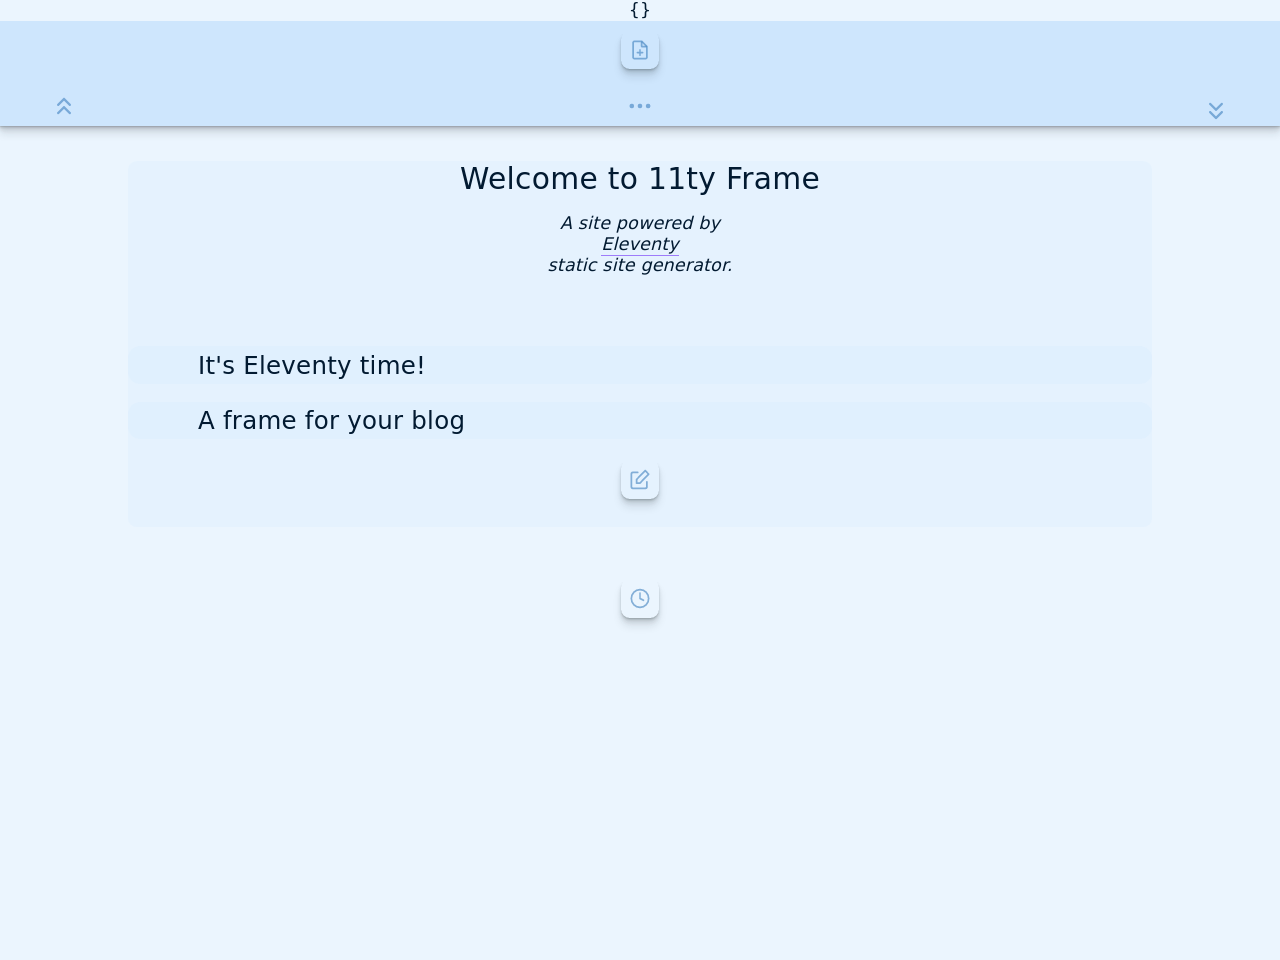 {}
Welcome to 11ty Frame
A site powered by
Eleventy
static site generator.
It's Eleventy time!
A frame for your blog